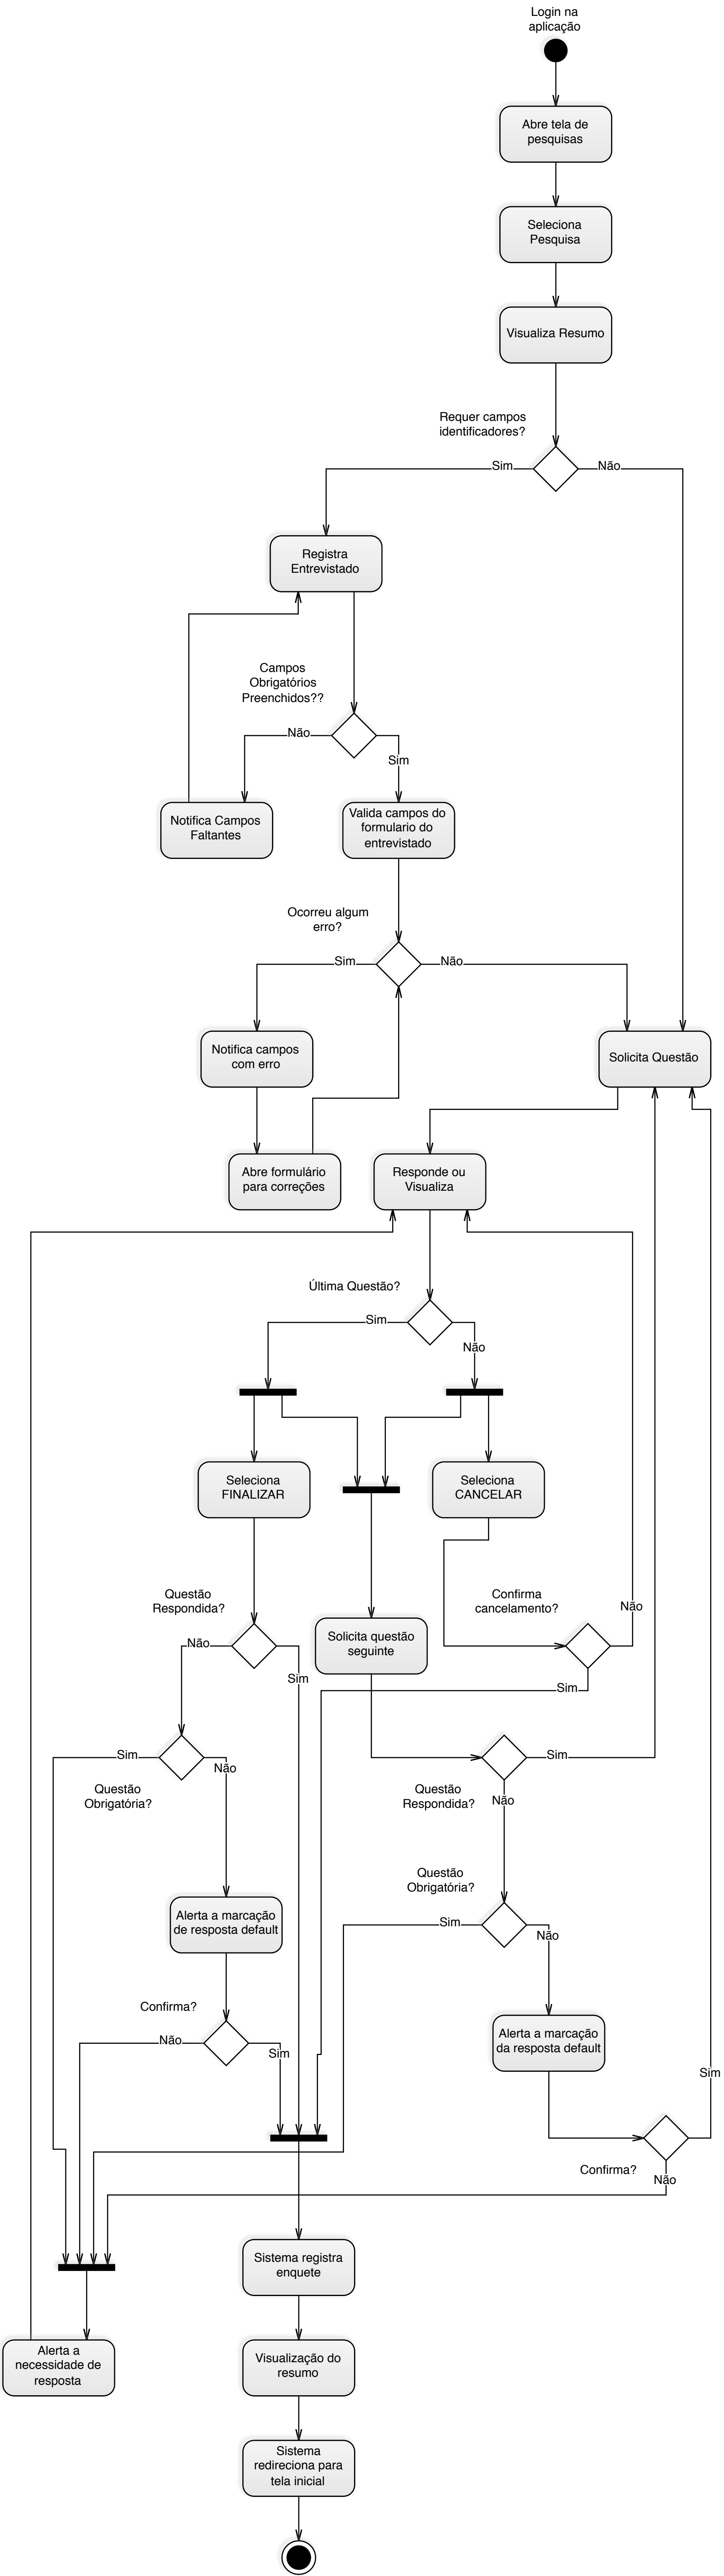 Login na
aplicação
Abre tela de
pesquisas
Seleciona
Pesquisa
Visualiza Resumo
Requer campos
identificadores?
Sim
Não
Registra
Entrevistado
Campos
Obrigatórios
Preenchidos??
Não
Sim
Notifica Campos
Faltantes
Valida campos do
formulario do
entrevistado
Ocorreu algum
erro?
Sim
Não
Notifica campos
com erro
Solicita Questão
Abre formulário
para correções
Responde ou
Visualiza
Última Questão?
Sim
Não
Seleciona
FINALIZAR
Seleciona
CANCELAR
Questão
Respondida?
Confirma
cancelamento?
Não
Solicita questão
seguinte
Não
Sim
Sim
Sim
Não
Sim
Questão
Obrigatória?
Questão
Respondida?
Não
Questão
Obrigatória?
Alerta a marcação
de resposta default
Sim
Não
Confirma?
Não
Sim
Alerta a marcação
da resposta default
Sim
Confirma?
Não
Sistema registra
enquete
Alerta a
necessidade de
resposta
Visualização do
resumo
Sistema
redireciona para
tela inicial